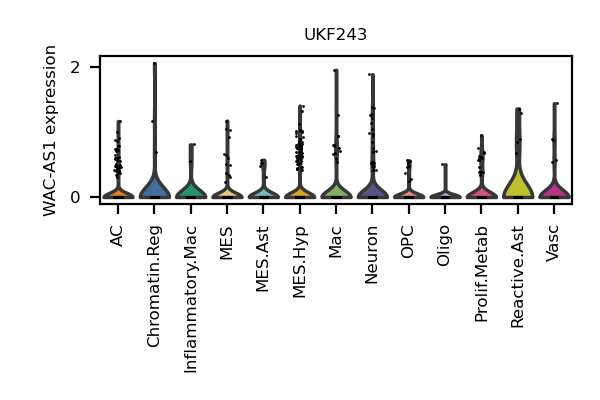 UKF243
WAC-AS1 expression
2
0
AC
Chromatin.Reg
Inflammatory.Mac
MES
MES.Ast
MES.Hyp
Mac
Neuron
OPC
Oligo
Prolif.Metab
Reactive.Ast
Vasc